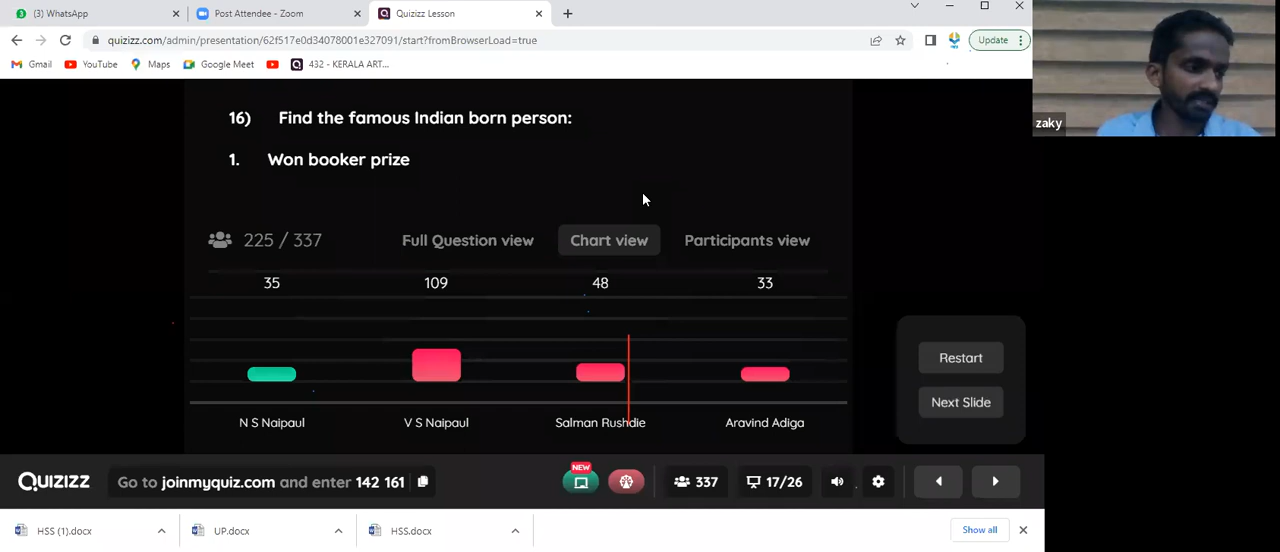 (3) WhatsApp
Post Attendee - Zoom
Quizizz Lesson
quizizz.com/admin/presentation/62f517e0d34078001e327091/start?fromBrowserLoad=true
Update
Gmail
YouTube
Maps
Google Meet
432 - KERALA ART...
zaky
16) Find the famous Indian born person:
1. Won booker prize
225 / 337
Full Question view
Chart view
Participants view
35
109
48
33
N S Naipaul
V S Naipaul
Salman Rushdie
Aravind Adiga
Restart
Next Slide
QUIZIZZ
Go to joinmyquiz.com and enter 142 161
NEW
337
17/26
HSS (1).docx
UP.docx
HSS.docx
Show all